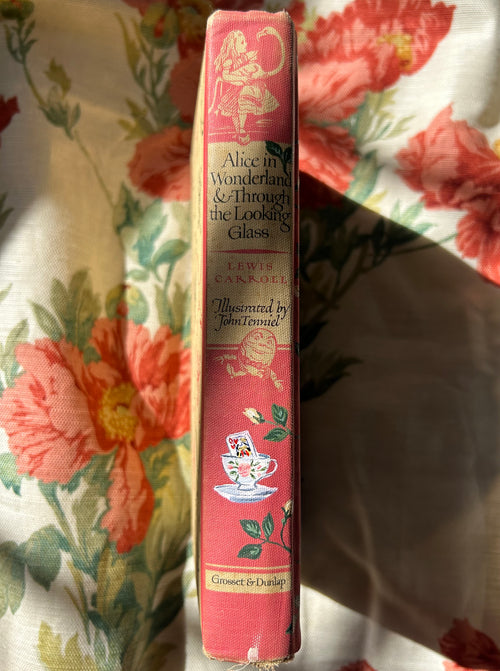 Alice in
Wonderland
& Through
the Looking
Glass
LEWIS
CARROLL
Illustrated by
John Tenniel
Grosset & Dunlap